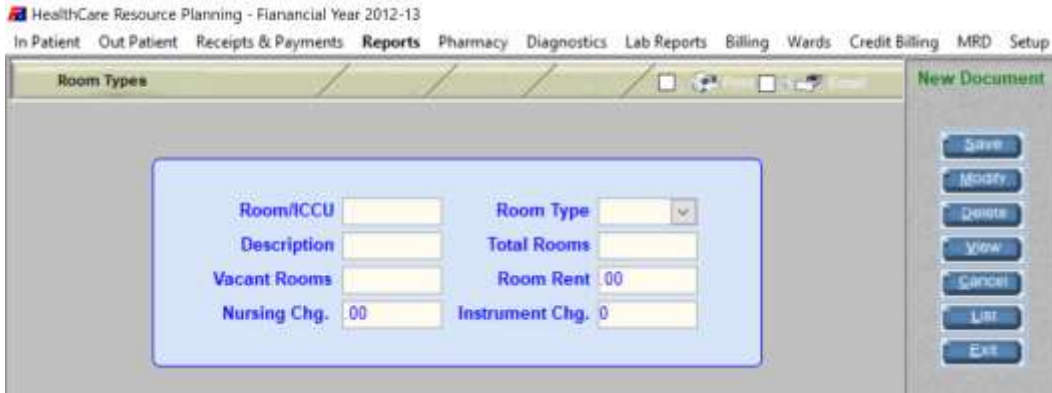 HealthCare Resource Planning - Fianancial Year 2012-13
In Patient Out Patient Receipts & Payments Reports Pharmacy Diagnostics Lab Reports Billing Wards Credit Billing MRD Setup
Room Types
New Document
Save
Modify
Delete
View
Cancel
List
Exit
Room/ICCU Room Type
Description Total Rooms
Vacant Rooms Room Rent .00
Nursing Chg. .00 Instrument Chg. 0